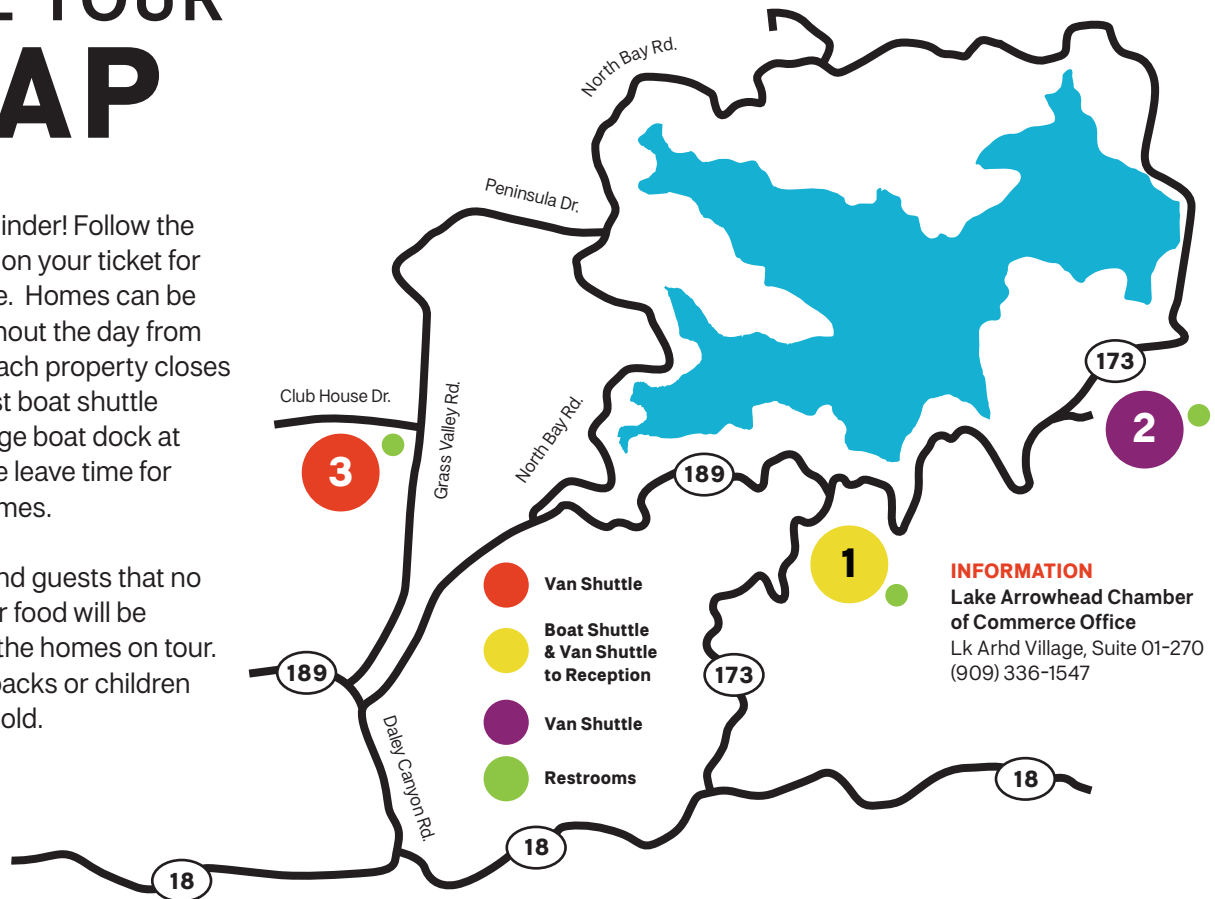 TOUR
AP
inder! Follow the
on your ticket for
e. Homes can be
hout the day from
ach property closes
st boat shuttle
ge boat dock at
e leave time for
mes.
nd guests that no
r food will be
the homes on tour.
packs or children
old.
North Bay Rd.
Peninsula Dr.
Club House Dr.
Grass Valley Rd.
North Bay Rd.
173
2
3
189
1
189
173
Daley Canyon Rd.
18
18
18
Van Shuttle
Boat Shuttle
& Van Shuttle
to Reception
Van Shuttle
Restrooms
INFORMATION
Lake Arrowhead Chamber
of Commerce Office
Lk Arhd Village, Suite 01-270
(909) 336-1547